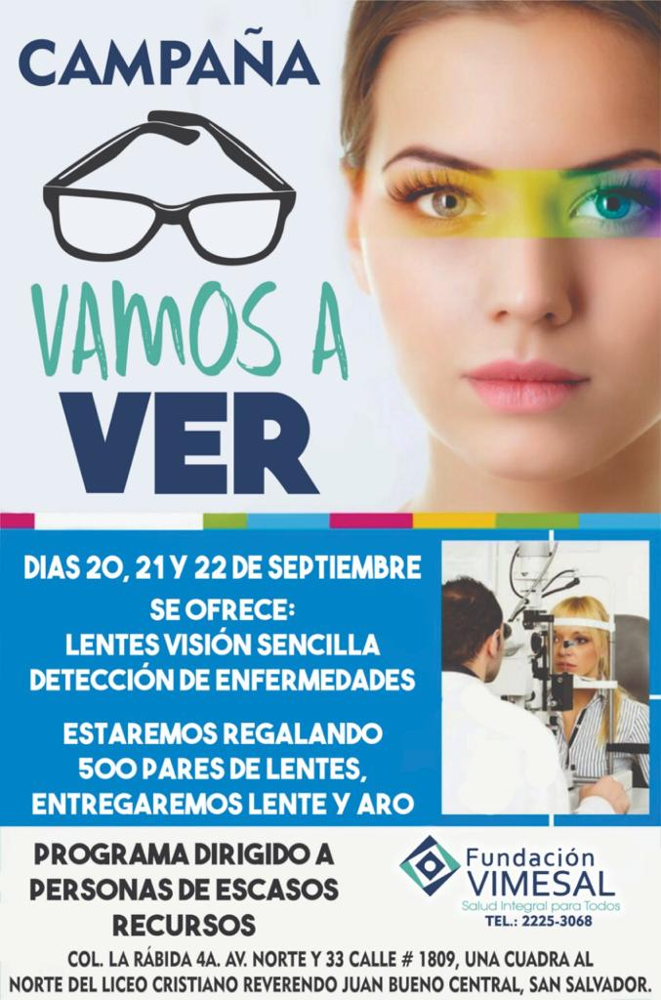 CAMPAÑA
VAMOS A
VER
DIAS 20, 21 Y 22 DE SEPTIEMBRE
SE OFRECE:
LENTES VISIÓN SENCILLA
DETECCIÓN DE ENFERMEDADES
ESTAREMOS REGALANDO
500 PARES DE LENTES,
ENTREGAREMOS LENTE Y ARO
PROGRAMA DIRIGIDO A
PERSONAS DE ESCASOS
RECURSOS
Fundación
VIMESAL
Salud Integral para Todos
TEL.: 2225-3068
COL. LA RÁBIDA 4A. AV. NORTE Y 33 CALLE # 1809, UNA CUADRA AL
NORTE DEL LICEO CRISTIANO REVERENDO JUAN BUENO CENTRAL, SAN SALVADOR.